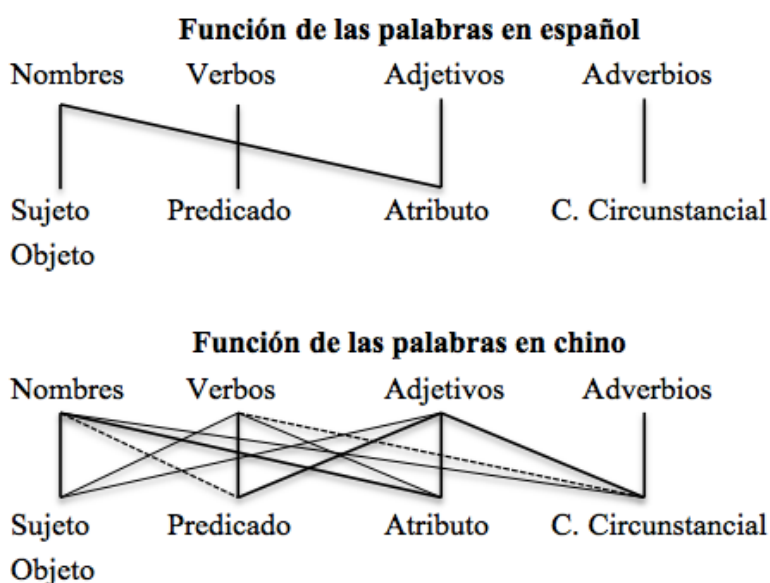 Función de las palabras en español
Nombres Verbos Adjetivos Adverbios
Sujeto Predicado Atributo C. Circunstancial
Objeto
Función de las palabras en chino
Nombres Verbos Adjetivos Adverbios
Sujeto Predicado Atributo C. Circunstancial
Objeto